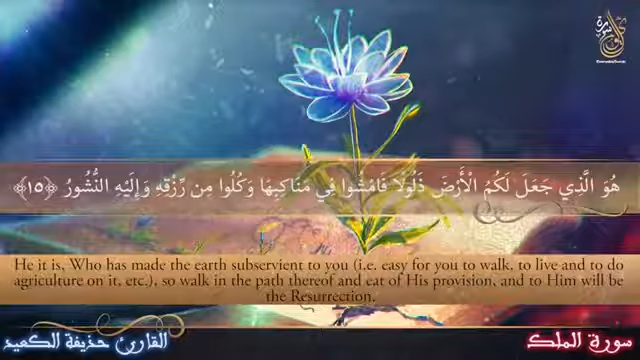 هُوَ الَّذِي جَعَلَ لَكُمُ الْأَرْضَ ذَلُولًا فَامْشُوا فِي مَنَاكِبِهَا وَكُلُوا مِن رِّزْقِهِ وَإِلَيْهِ النُّشُورُ ﴿١٥﴾
He it is, Who has made the earth subservient to you (i.e. easy for you to walk, to live and to do
agriculture on it, etc.), so walk in the path thereof and eat of His provision, and to Him will be
the Resurrection.
سورة الملك
القارئ حذيفة الكعيد